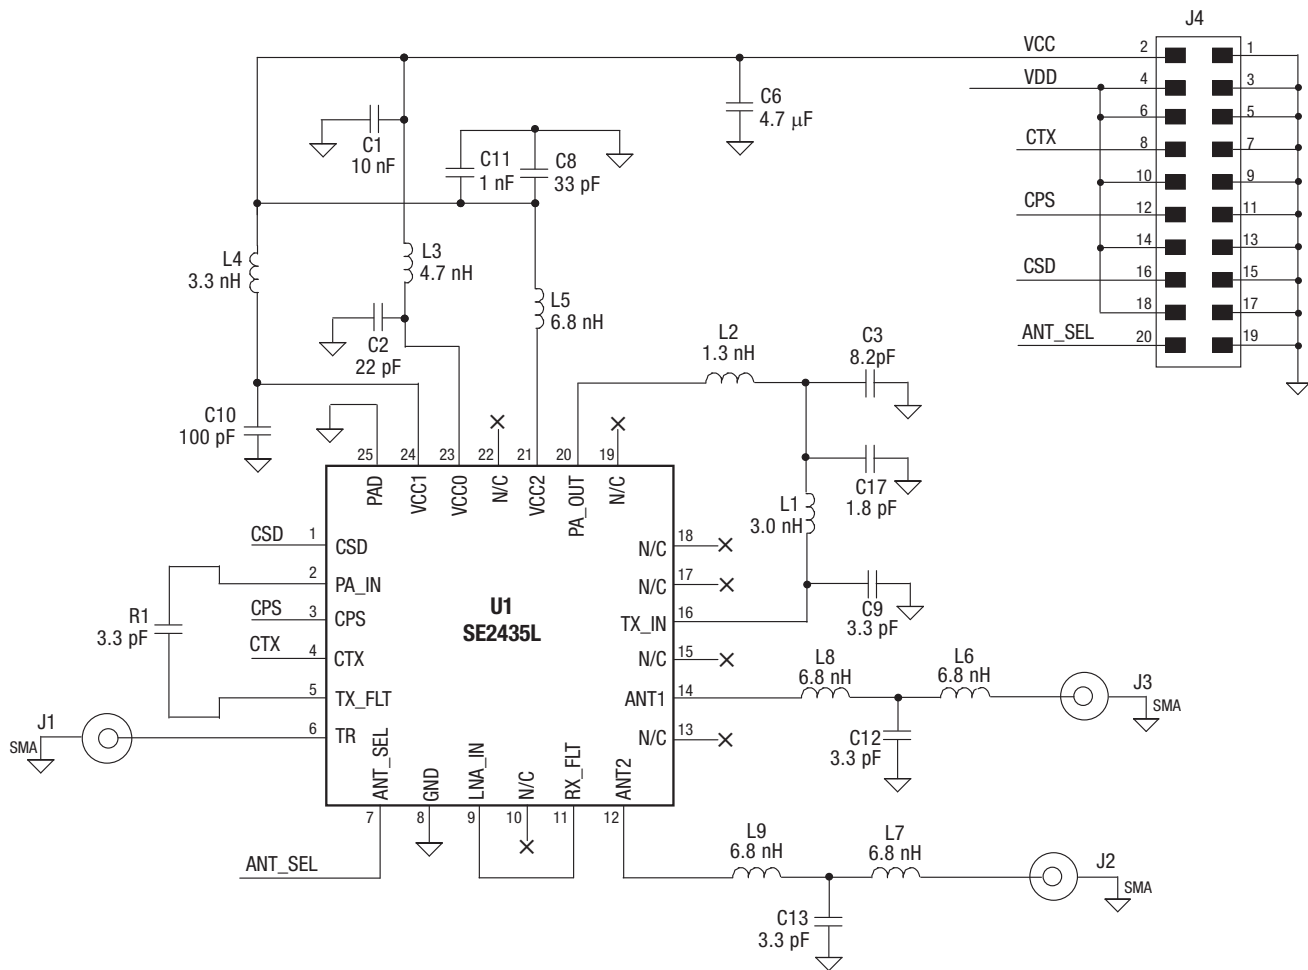 J4
VCC 2 1
VDD 4 3
6 5
CTX 8 7
10 9
CPS 12 11
14 13
CSD 16 15
18 17
ANT_SEL 20 19
C6
4.7 μF
C1
10 nF
C11
1 nF
C8
33 pF
L4
3.3 nH
L3
4.7 nH
L5
6.8 nH
C2
22 pF
L2
1.3 nH
C3
8.2pF
C10
100 pF
C17
1.8 pF
L1
3.0 nH
C9
3.3 pF
25 24 23 22 21 20 19
PAD VCC1 VCC0 N/C VCC2 PA_OUT N/C
CSD 1 CSD
2 PA_IN
CPS 3 CPS
CTX 4 CTX
5 TX_FLT
6 TR
R1
3.3 pF
U1
SE2435L
N/C 18
N/C 17
TX_IN 16
N/C 15
ANT1 14
N/C 13
ANT_SEL GND LNA_IN N/C RX_FLT ANT2
7 8 9 10 11 12
ANT_SEL
J1
SMA
L8
6.8 nH
L6
6.8 nH
J3
SMA
C12
3.3 pF
L9
6.8 nH
L7
6.8 nH
J2
SMA
C13
3.3 pF